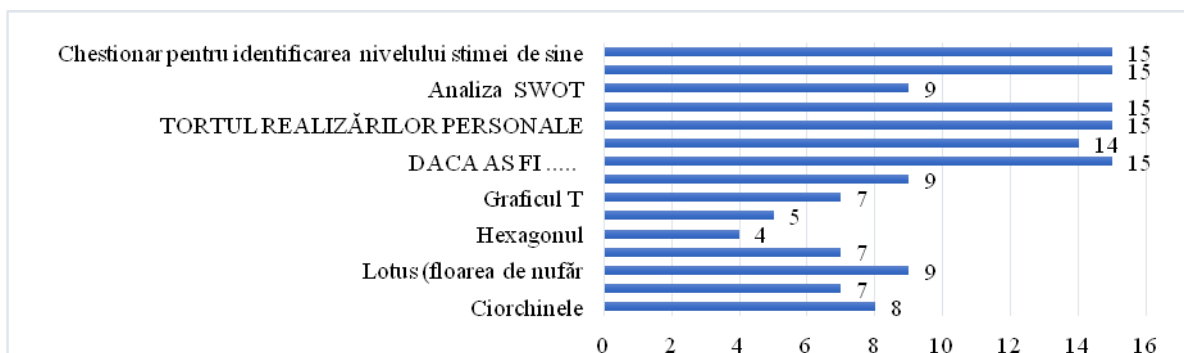 Chestionar pentru identificarea nivelului stimei de sine 15
15
Analiza SWOT 9
15
TORTUL REALIZĂRILOR PERSONALE 15
14
DACA AS FI ..... 15
9
Graficul T 7
5
Hexagonul 4
7
Lotus (floarea de nufăr 9
7
Ciorchinele 8
0 2 4 6 8 10 12 14 16